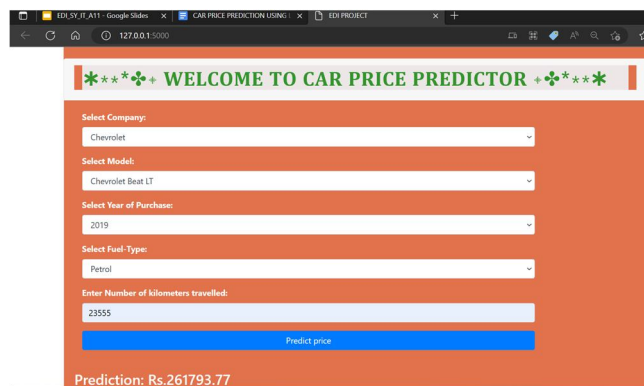 EDI_SY_IT_A11 - Google Slides
CAR PRICE PREDICTION USING
EDI PROJECT
127.0.0.1:5000
WELCOME TO CAR PRICE PREDICTOR
Select Company:
Chevrolet
Select Model:
Chevrolet Beat LT
Select Year of Purchase:
2019
Select Fuel-Type:
Petrol
Enter Number of kilometers travelled:
23555
Predict price
Prediction: Rs.261793.77